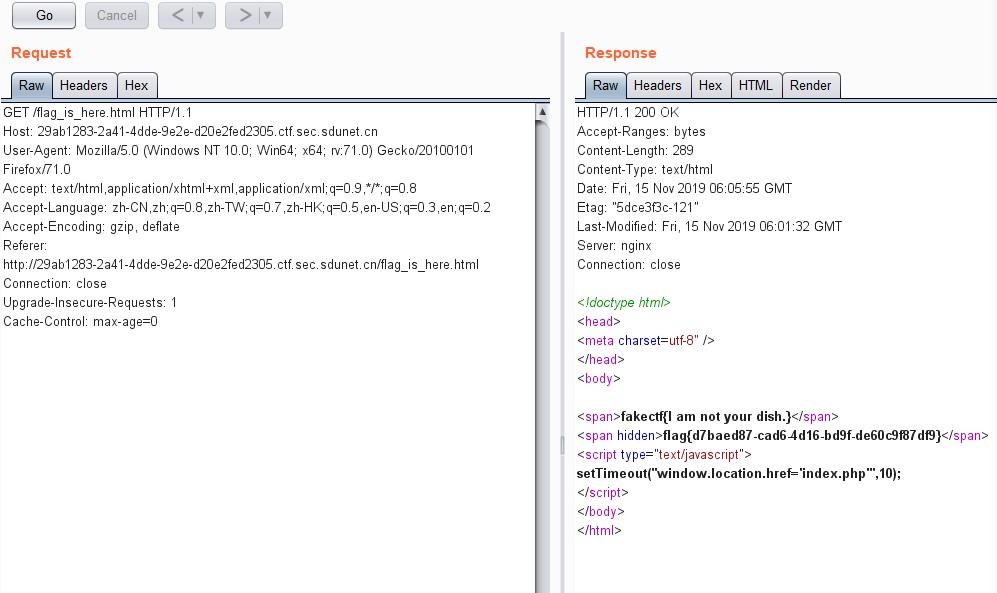 Go
Cancel
<
>
Request
Raw
Headers
Hex
GET /flag_is_here.html HTTP/1.1
Host: 29ab1283-2a41-4dde-9e2e-d20e2fed2305.ctf.sec.sdunet.cn
User-Agent: Mozilla/5.0 (Windows NT 10.0; Win64; x64; rv:71.0) Gecko/20100101
Firefox/71.0
Accept: text/html,application/xhtml+xml,application/xml;q=0.9,*/*;q=0.8
Accept-Language: zh-CN,zh;q=0.8,zh-TW;q=0.7,zh-HK;q=0.5,en-US;q=0.3,en;q=0.2
Accept-Encoding: gzip, deflate
Referer:
http://29ab1283-2a41-4dde-9e2e-d20e2fed2305.ctf.sec.sdunet.cn/flag_is_here.html
Connection: close
Upgrade-Insecure-Requests: 1
Cache-Control: max-age=0
Response
Raw
Headers
Hex
HTML
Render
HTTP/1.1 200 OK
Accept-Ranges: bytes
Content-Length: 289
Content-Type: text/html
Date: Fri, 15 Nov 2019 06:05:55 GMT
Etag: "5dce3f3c-121"
Last-Modified: Fri, 15 Nov 2019 06:01:32 GMT
Server: nginx
Connection: close
<!doctype html>
<head>
<meta charset=utf-8" />
</head>
<body>
<span>fakectf{I am not your dish.}</span>
<span hidden>flag{d7baed87-cad6-4d16-bd9f-de60c9f87df9}</span>
<script type="text/javascript">
setTimeout("window.location.href='index.php'",10);
</script>
</body>
</html>